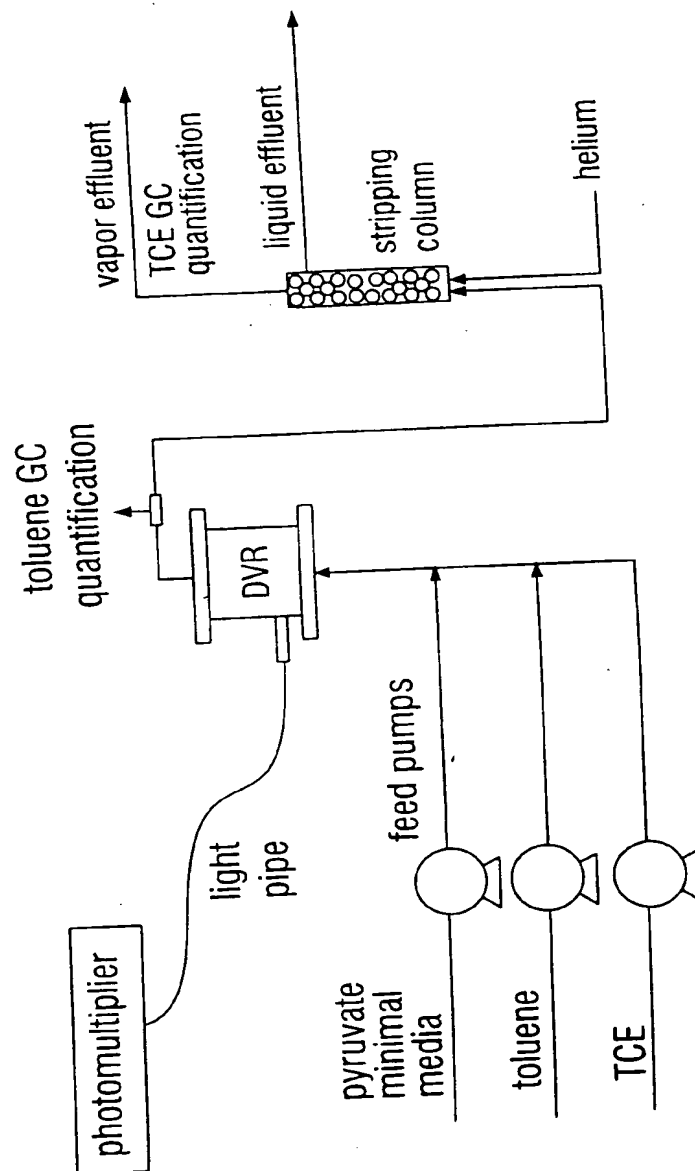 photomultiplier
light
pipe
toluene GC
quantification
DVR
vapor effluent
TCE GC
quantification
liquid effluent
stripping
column
helium
feed pumps
pyruvate
minimal
media
toluene
TCE